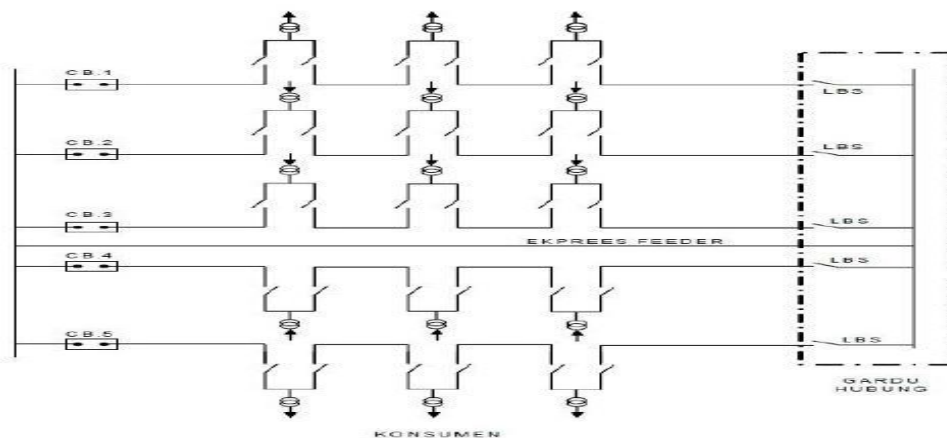 CB.1
LBS
CB.2
LBS
CB.3
LBS
EKPREES FEEDER
CB.4
LBS
CB.5
LBS
GARDU
HUBUNG
KONSUMEN